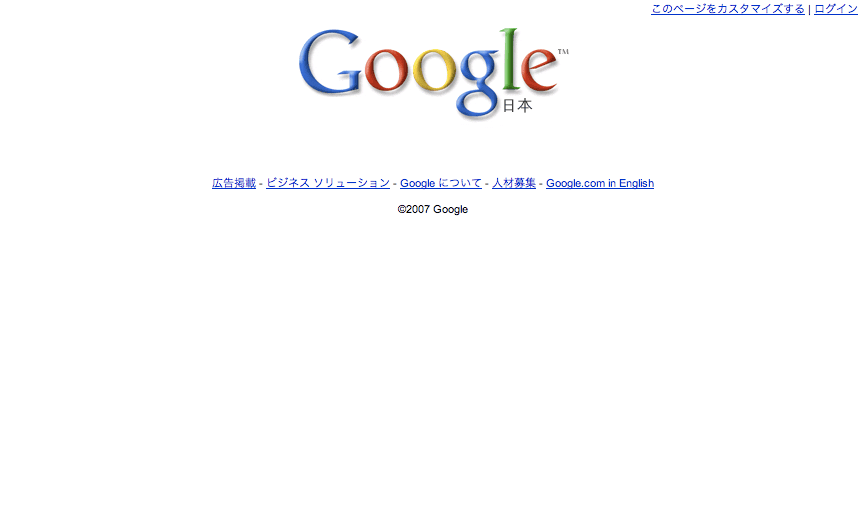 このページをカスタマイズする | ログイン
Google™
日本
広告掲載 - ビジネス ソリューション - Google について - 人材募集 - Google.com in English
©2007 Google